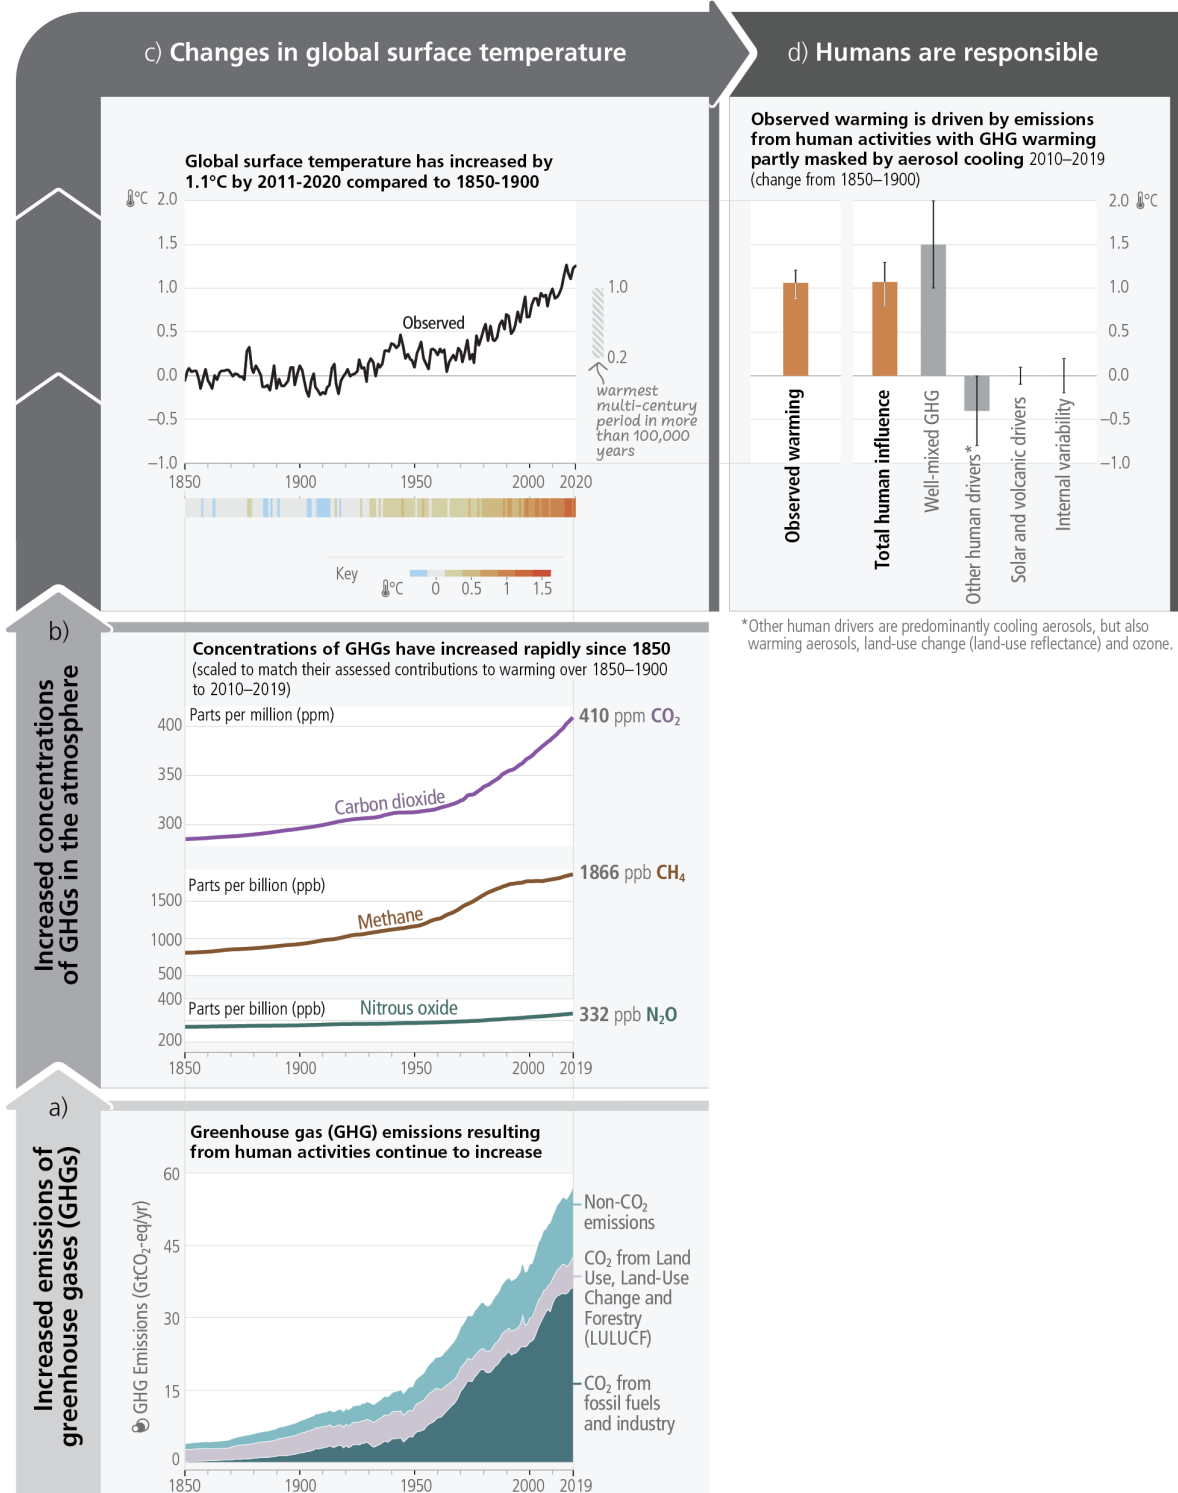 c) Changes in global surface temperature
Global surface temperature has increased by
1.1°C by 2011-2020 compared to 1850-1900
°C
2.0
1.5
1.0
0.5
0.0
–0.5
–1.0
Observed
1.0
0.2
warmest
multi-century
period in more
than 100,000
years
1850
1900
1950
2000
2020
Key
°C
0
0.5
1
1.5
d) Humans are responsible
Observed warming is driven by emissions
from human activities with GHG warming
partly masked by aerosol cooling 2010–2019
(change from 1850–1900)
2.0 °C
1.5
1.0
0.5
0.0
–0.5
–1.0
Observed warming
Total human influence
Well-mixed GHG
Other human drivers*
Solar and volcanic drivers
Internal variability
*Other human drivers are predominantly cooling aerosols, but also
warming aerosols, land-use change (land-use reflectance) and ozone.
b)
Increased concentrations
of GHGs in the atmosphere
Concentrations of GHGs have increased rapidly since 1850
(scaled to match their assessed contributions to warming over 1850–1900
to 2010–2019)
Parts per million (ppm)
400
350
300
Carbon dioxide
410 ppm CO₂
Parts per billion (ppb)
1500
1000
500
Methane
1866 ppb CH₄
400
200
Parts per billion (ppb)
Nitrous oxide
332 ppb N₂O
1850
1900
1950
2000
2019
a)
Increased emissions of
greenhouse gases (GHGs)
Greenhouse gas (GHG) emissions resulting
from human activities continue to increase
GHG Emissions (GtCO₂-eq/yr)
60
45
30
15
0
Non-CO₂
emissions
CO₂ from Land
Use, Land-Use
Change and
Forestry
(LULUCF)
CO₂ from
fossil fuels
and industry
1850
1900
1950
2000
2019